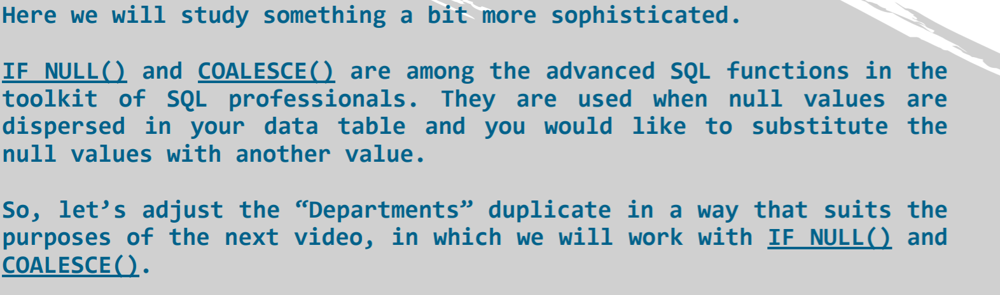 Here we will study something a bit more sophisticated.
IF NULL() and COALESCE() are among the advanced SQL functions in the
toolkit of SQL professionals. They are used when null values are
dispersed in your data table and you would like to substitute the
null values with another value.
So, let’s adjust the “Departments” duplicate in a way that suits the
purposes of the next video, in which we will work with IF NULL() and
COALESCE().